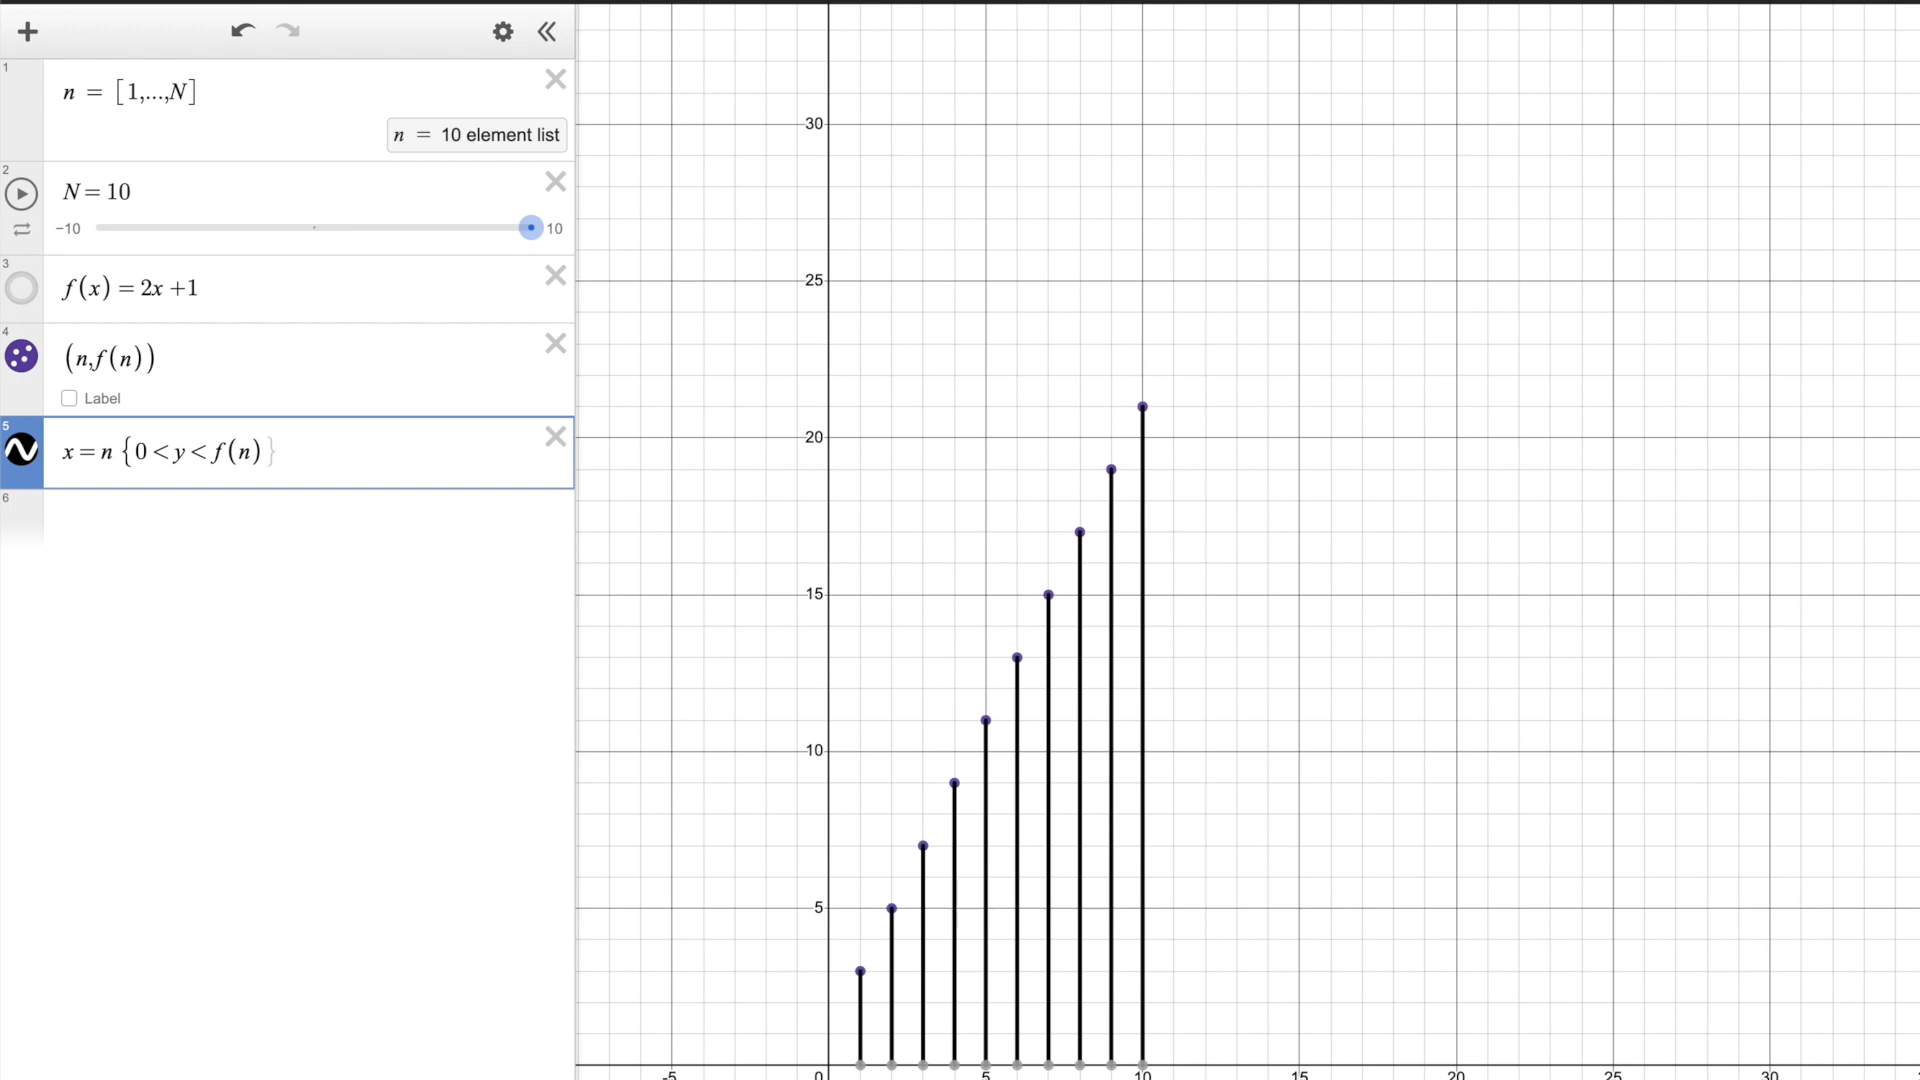 1
n = [1,...,N]
n = 10 element list
2
N = 10
−10 10
3
f(x) = 2x + 1
4
(n,f(n))
Label
5
x = n {0 < y < f(n)}
6
30
25
20
15
10
5
-5 0 5 10 15 20 25 30